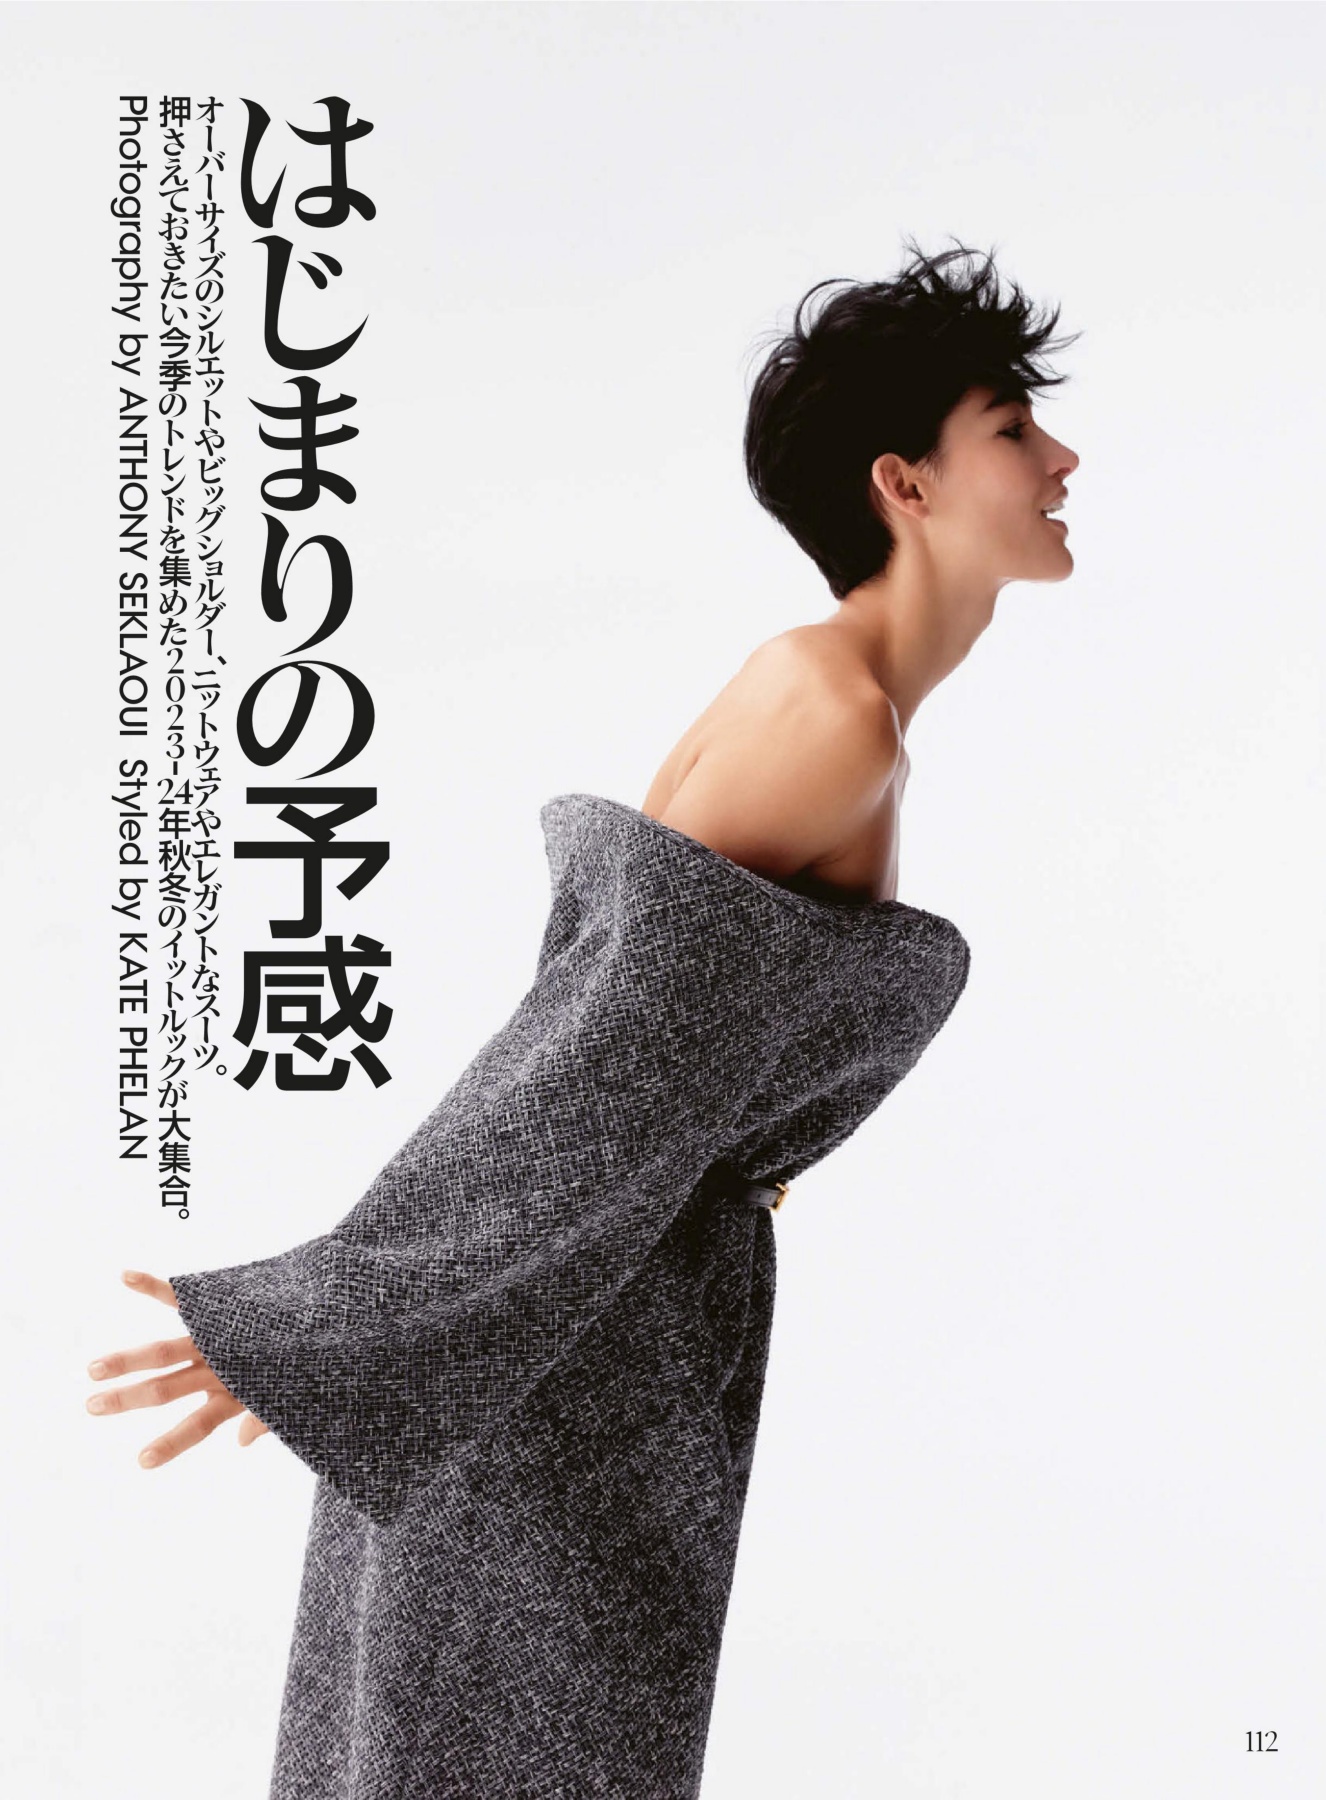 はじまりの予感
オーバーサイズのシルエットやビッグショルダー、ニットウェアやエレガントなスーツ。
押さえておきたい今季のトレンドを集めた2023-24年秋冬のイットルックが大集合。
Photography by ANTHONY SEKLAOUI Styled by KATE PHELAN
112